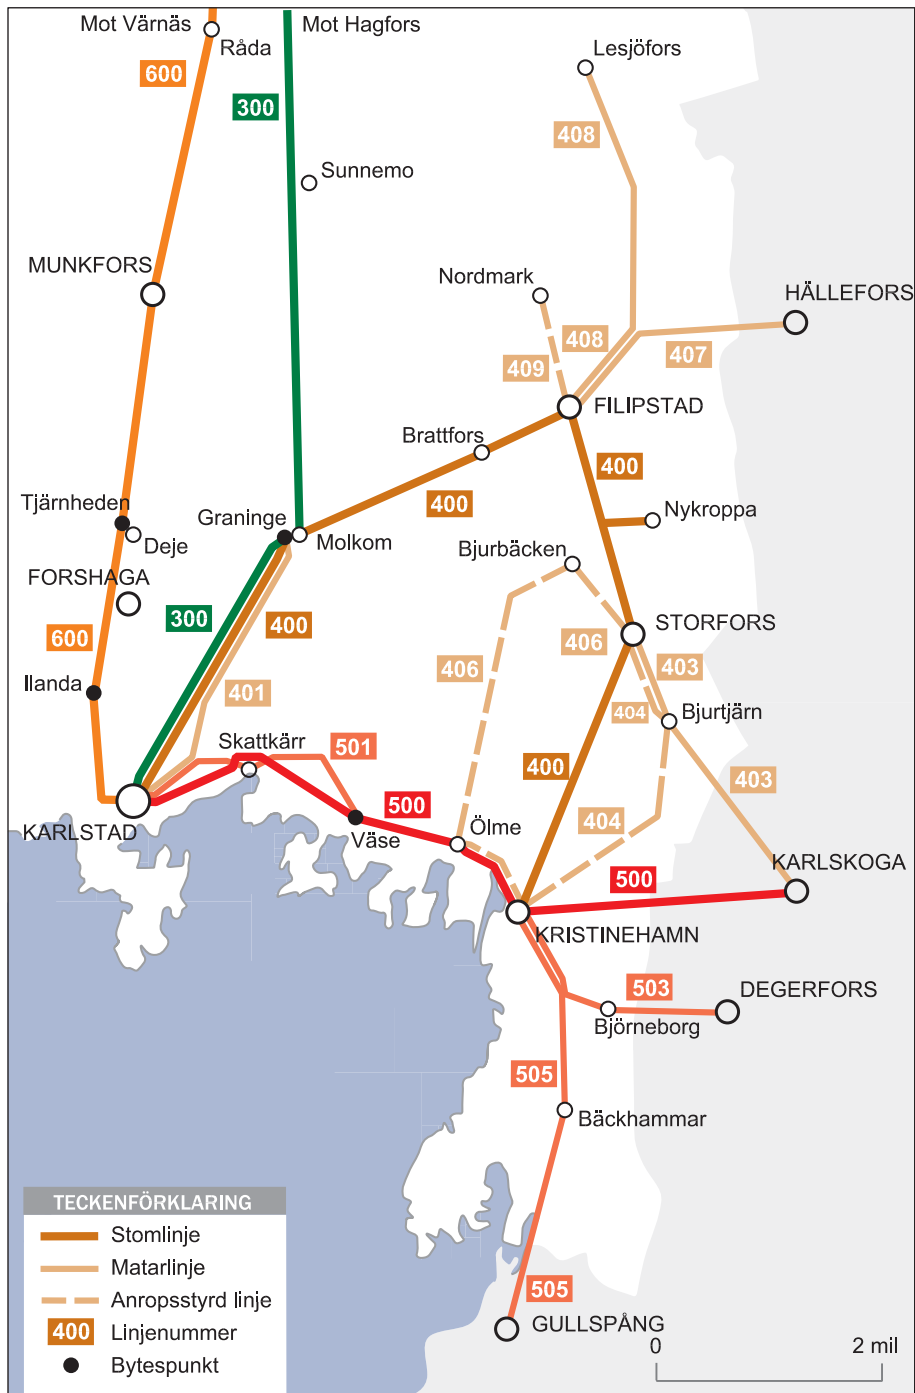 Mot Värnäs
Mot Hagfors
Råda
Lesjöfors
600
300
408
Sunnemo
MUNKFORS
Nordmark
HÄLLEFORS
408
407
409
FILIPSTAD
Brattfors
400
400
Tjärnheden
Graninge
Nykroppa
Deje
Molkom
Bjurbäcken
FORSHAGA
300
400
STORFORS
600
406
406
403
Ilanda
401
404
Bjurtjärn
Skattkärr
501
400
403
500
404
KARLSTAD
Väse
Ölme
KARLSKOGA
500
KRISTINEHAMN
503
DEGERFORS
Björneborg
505
Bäckhammar
TECKENFÖRKLARING
Stomlinje
Matarlinje
Anropsstyrd linje
400 Linjenummer
Bytespunkt
505
GULLSPÅNG
0 2 mil